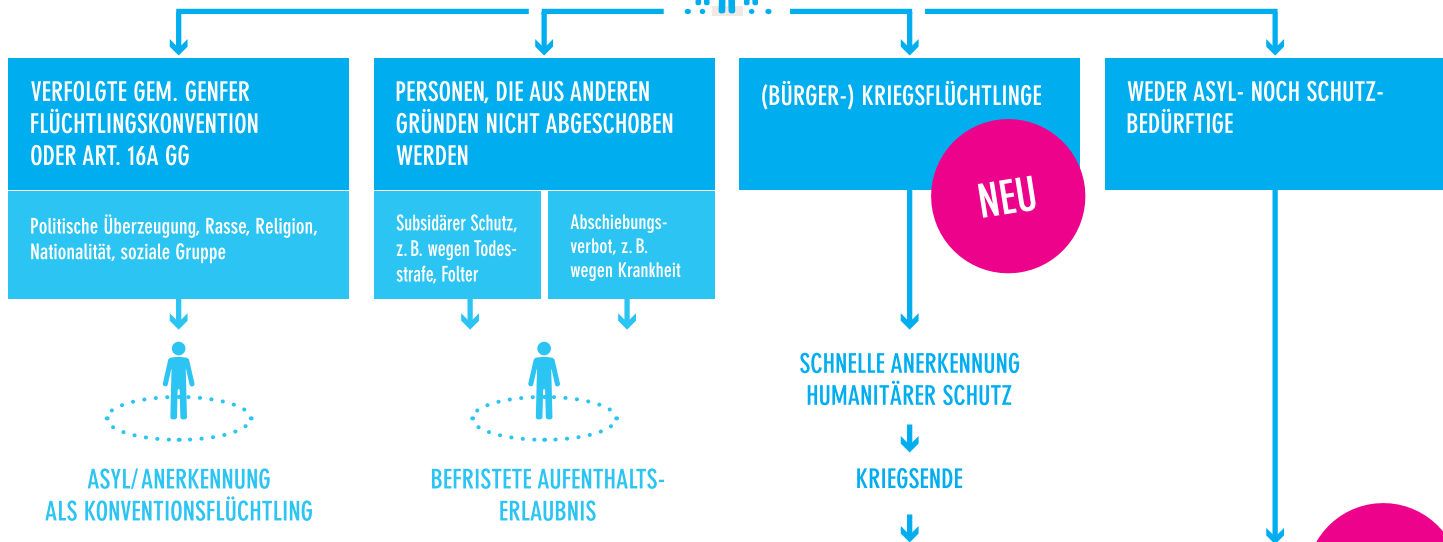 VERFOLGTE GEM. GENFER
FLÜCHTLINGSKONVENTION
ODER ART. 16A GG
Politische Überzeugung, Rasse, Religion,
Nationalität, soziale Gruppe
ASYL/ANERKENNUNG
ALS KONVENTIONSFLÜCHTLING
PERSONEN, DIE AUS ANDEREN
GRÜNDEN NICHT ABGESCHOBEN
WERDEN
Subsidärer Schutz,
z. B. wegen Todes-
strafe, Folter
Abschiebungs-
verbot, z. B.
wegen Krankheit
BEFRISTETE AUFENTHALTS-
ERLAUBNIS
(BÜRGER-) KRIEGSFLÜCHTLINGE
NEU
SCHNELLE ANERKENNUNG
HUMANITÄRER SCHUTZ
KRIEGSENDE
WEDER ASYL- NOCH SCHUTZ-
BEDÜRFTIGE